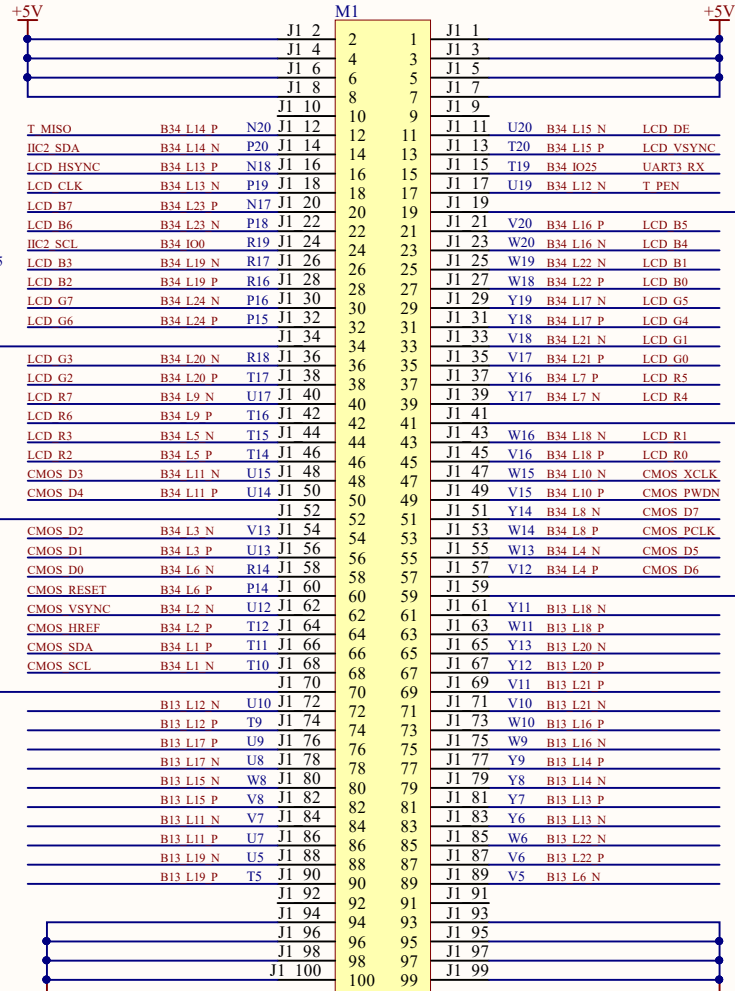 +5V M1 +5V
J1 2 2 1 J1 1
J1 4 4 3 J1 3
J1 6 6 5 J1 5
J1 8 8 7 J1 7
J1 10 10 9 J1 9
T MISO B34 L14 P N20 J1 12 12 11 J1 11 U20 B34 L15 N LCD DE
IIC2 SDA B34 L14 N P20 J1 14 14 13 J1 13 T20 B34 L15 P LCD VSYNC
LCD HSYNC B34 L13 P N18 J1 16 16 15 J1 15 T19 B34 IO25 UART3 RX
LCD CLK B34 L13 N P19 J1 18 18 17 J1 17 U19 B34 L12 N T PEN
LCD B7 B34 L23 P N17 J1 20 20 19 J1 19
LCD B6 B34 L23 N P18 J1 22 22 21 J1 21 V20 B34 L16 P LCD B5
IIC2 SCL B34 IO0 R19 J1 24 24 23 J1 23 W20 B34 L16 N LCD B4
LCD B3 B34 L19 N R17 J1 26 26 25 J1 25 W19 B34 L22 N LCD B1
LCD B2 B34 L19 P R16 J1 28 28 27 J1 27 W18 B34 L22 P LCD B0
LCD G7 B34 L24 N P16 J1 30 30 29 J1 29 Y19 B34 L17 N LCD G5
LCD G6 B34 L24 P P15 J1 32 32 31 J1 31 Y18 B34 L17 P LCD G4
J1 34 34 33 J1 33 V18 B34 L21 N LCD G1
LCD G3 B34 L20 N R18 J1 36 36 35 J1 35 V17 B34 L21 P LCD G0
LCD G2 B34 L20 P T17 J1 38 38 37 J1 37 Y16 B34 L7 P LCD R5
LCD R7 B34 L9 N U17 J1 40 40 39 J1 39 Y17 B34 L7 N LCD R4
LCD R6 B34 L9 P T16 J1 42 42 41 J1 41
LCD R3 B34 L5 N T15 J1 44 44 43 J1 43 W16 B34 L18 N LCD R1
LCD R2 B34 L5 P T14 J1 46 46 45 J1 45 V16 B34 L18 P LCD R0
CMOS D3 B34 L11 N U15 J1 48 48 47 J1 47 W15 B34 L10 N CMOS XCLK
CMOS D4 B34 L11 P U14 J1 50 50 49 J1 49 V15 B34 L10 P CMOS PWDN
J1 52 52 51 J1 51 Y14 B34 L8 N CMOS D7
CMOS D2 B34 L3 N V13 J1 54 54 53 J1 53 W14 B34 L8 P CMOS PCLK
CMOS D1 B34 L3 P U13 J1 56 56 55 J1 55 W13 B34 L4 N CMOS D5
CMOS D0 B34 L6 N R14 J1 58 58 57 J1 57 V12 B34 L4 P CMOS D6
CMOS RESET B34 L6 P P14 J1 60 60 59 J1 59
CMOS VSYNC B34 L2 N U12 J1 62 62 61 J1 61 Y11 B13 L18 N
CMOS HREF B34 L2 P T12 J1 64 64 63 J1 63 W11 B13 L18 P
CMOS SDA B34 L1 P T11 J1 66 66 65 J1 65 Y13 B13 L20 N
CMOS SCL B34 L1 N T10 J1 68 68 67 J1 67 Y12 B13 L20 P
J1 70 70 69 J1 69 V11 B13 L21 P
B13 L12 N U10 J1 72 72 71 J1 71 V10 B13 L21 N
B13 L12 P T9 J1 74 74 73 J1 73 W10 B13 L16 P
B13 L17 P U9 J1 76 76 75 J1 75 W9 B13 L16 N
B13 L17 N U8 J1 78 78 77 J1 77 Y9 B13 L14 P
B13 L15 N W8 J1 80 80 79 J1 79 Y8 B13 L14 N
B13 L15 P V8 J1 82 82 81 J1 81 Y7 B13 L13 P
B13 L11 N V7 J1 84 84 83 J1 83 Y6 B13 L13 N
B13 L11 P U7 J1 86 86 85 J1 85 W6 B13 L22 N
B13 L19 N U5 J1 88 88 87 J1 87 V6 B13 L22 P
B13 L19 P T5 J1 90 90 89 J1 89 V5 B13 L6 N
J1 92 92 91 J1 91
J1 94 94 93 J1 93
J1 96 96 95 J1 95
J1 98 98 97 J1 97
J1 100 100 99 J1 99